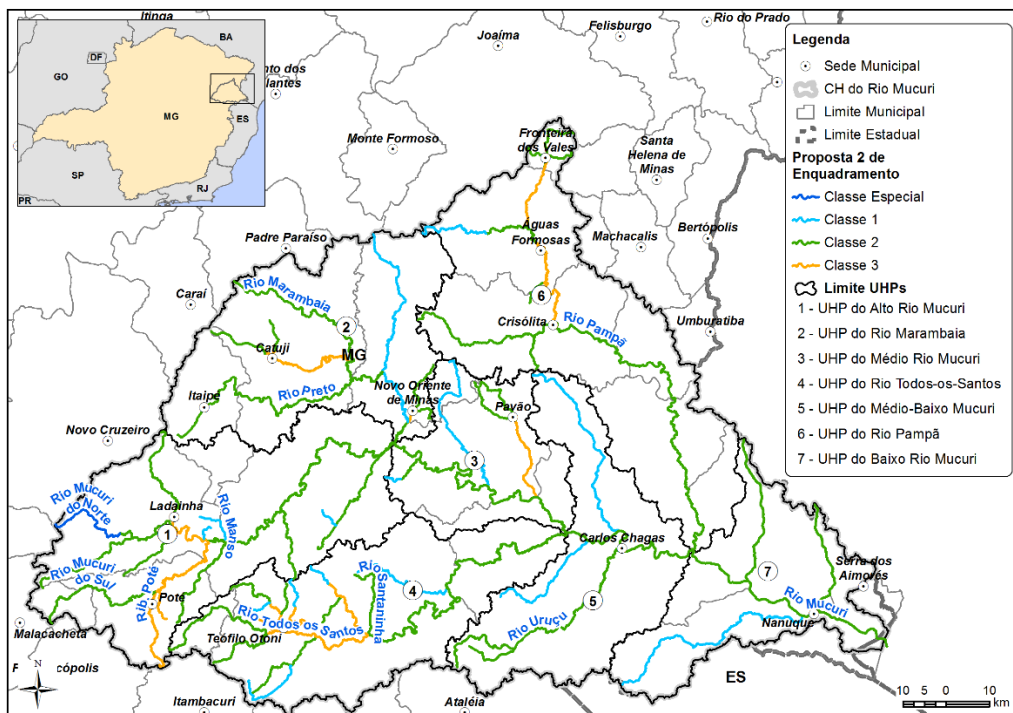 Itinga
BA
GO
DF
MG
ES
SP
RJ
PR
nto dos
lantes
Joaíma
Felisburgo
Rio do Prado
Monte Formoso
Fronteira
dos Vales
Santa
Helena de
Minas
Padre Paraíso
Águas
Formosas
Machacalis
Bertópolis
Caraí
Rio Marambaia
2
MG
6
Crisólita
Rio Pampã
Umburatiba
Catuji
Itaipé
Rio Preto
Novo Oriente
de Minas
Pavão
Novo Cruzeiro
3
Rio Mucuri
do Norte
Ladainha
Rio Manso
1
Carlos Chagas
Rio Mucuri
do Sul
Rib. Poté
Poté
Rio
Santaninha
4
5
7
Serra dos
Aimorés
Rio Mucuri
Nanuque
Malacacheta
Rio Todos os Santos
Teófilo Otoni
Rio Uruçu
F
cópolis
N
Itambacuri
Ataléia
ES
10 5 0 10
km
Legenda
Sede Municipal
CH do Rio Mucuri
Limite Municipal
Limite Estadual
Proposta 2 de
Enquadramento
Classe Especial
Classe 1
Classe 2
Classe 3
Limite UHPs
1 - UHP do Alto Rio Mucuri
2 - UHP do Rio Marambaia
3 - UHP do Médio Rio Mucuri
4 - UHP do Rio Todos-os-Santos
5 - UHP do Médio-Baixo Mucuri
6 - UHP do Rio Pampã
7 - UHP do Baixo Rio Mucuri